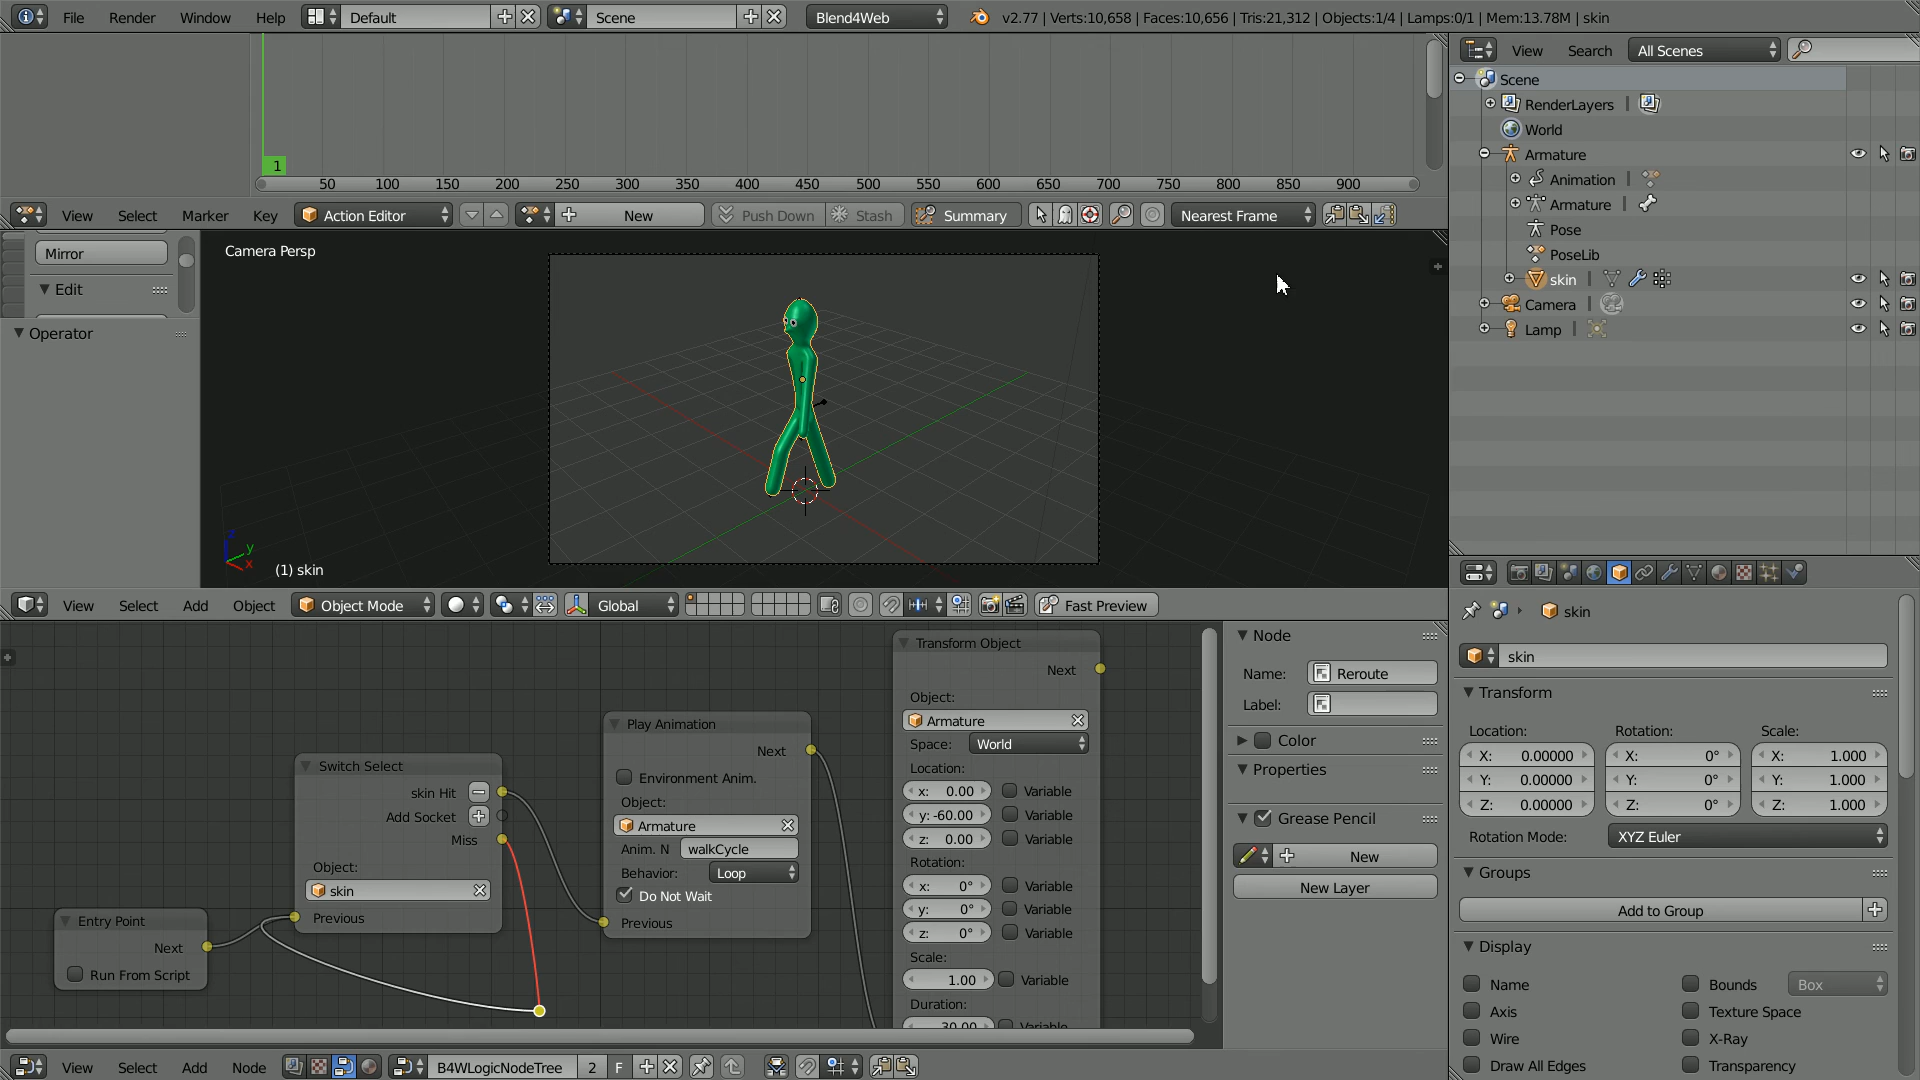 File Render Window Help Default Scene Blend4Web v2.77 | Verts:10,658 | Faces:10,656 | Tris:21,312 | Objects:1/4 | Lamps:0/1 | Mem:13.78M | skin
View Search All Scenes
Scene
RenderLayers
World
Armature
Animation
Armature
Pose
PoseLib
skin
Camera
Lamp
1
50 100 150 200 250 300 350 400 450 500 550 600 650 700 750 800 850 900
View Select Marker Key Action Editor New Push Down Stash Summary Nearest Frame
Mirror
Edit
Operator
Camera Persp
z
y
x
(1) skin
View Select Add Object Object Mode Global Fast Preview
Entry Point
Next
Run From Script
Switch Select
skin Hit
Add Socket
Miss
Object:
skin
Previous
Play Animation
Next
Environment Anim.
Object:
Armature
Anim. N walkCycle
Behavior: Loop
Do Not Wait
Previous
Transform Object
Next
Object:
Armature
Space: World
Location:
x: 0.00 Variable
y: -60.00 Variable
z: 0.00 Variable
Rotation:
x: 0° Variable
y: 0° Variable
z: 0° Variable
Scale:
1.00 Variable
Duration:
30.00 Variable
Node
Name: Reroute
Label:
Color
Properties
Grease Pencil
New
New Layer
View Select Add Node B4WLogicNodeTree 2 F
skin
skin
Transform
Location: Rotation: Scale:
X: 0.00000 X: 0° X: 1.000
Y: 0.00000 Y: 0° Y: 1.000
Z: 0.00000 Z: 0° Z: 1.000
Rotation Mode: XYZ Euler
Groups
Add to Group
Display
Name Bounds Box
Axis Texture Space
Wire X-Ray
Draw All Edges Transparency